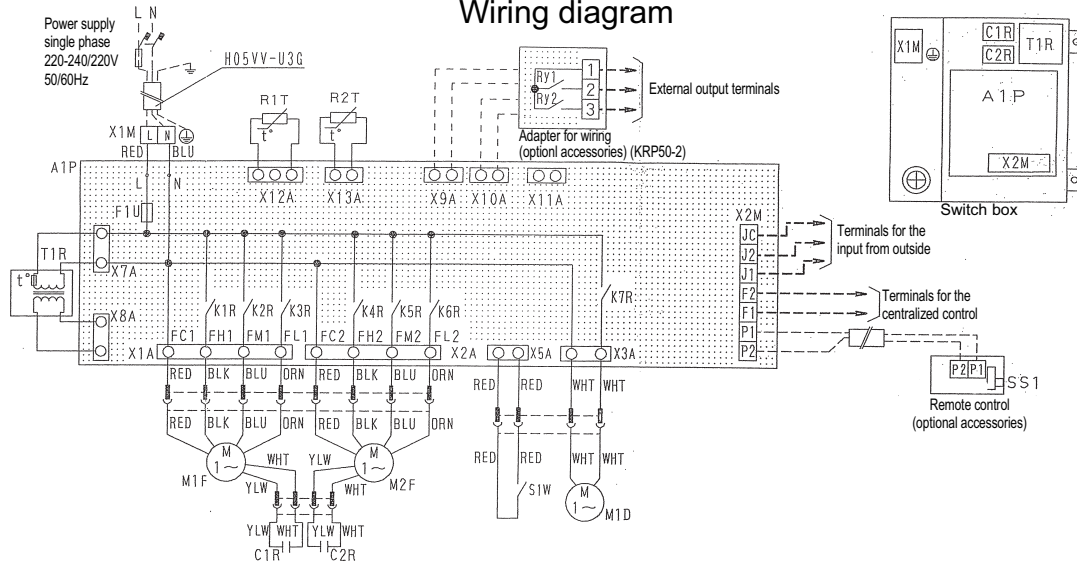 Wiring diagram
L N
Power supply
single phase
220-240/220V
50/60Hz
H05VV-U3G
X1M L N
RED BLU
A1P
L N
F1U
R1T R2T
t° t°
X12A X13A X9A X10A X11A
Ry1 1
Ry2 2
3
External output terminals
Adapter for wiring
(optionl accessories) (KRP50-2)
X1M C1R T1R
C2R
A1P
X2M
Switch box
T1R
t°
X7A
X8A
X2M
JC
J2
J1
F2
F1
P1
P2
Terminals for the
input from outside
Terminals for the
centralized control
P2 P1
SS1
Remote control
(optional accessories)
K1R K2R K3R K4R K5R K6R K7R
FC1 FH1 FM1 FL1 FC2 FH2 FM2 FL2
X1A X2A X5A X3A
RED BLK BLU ORN RED BLK BLU ORN RED RED WHT WHT
RED BLK BLU ORN RED BLK BLU ORN
RED RED WHT WHT
M 1~ M1F
WHT YLW
M 1~ M2F
YLW WHT
S1W
M 1~ M1D
YLW WHT YLW WHT
C1R C2R